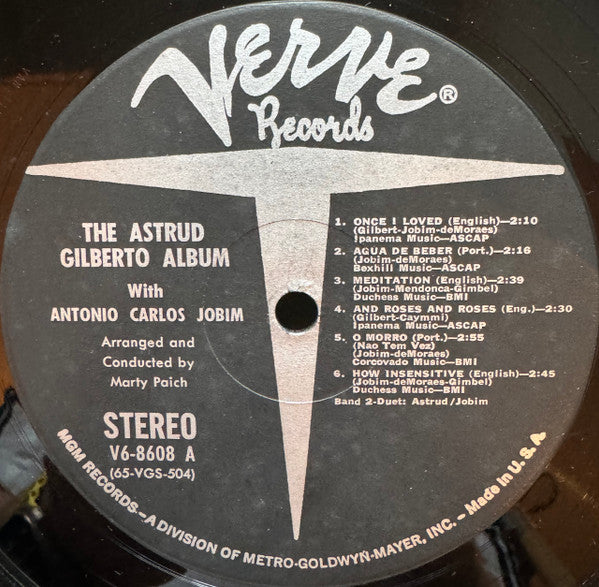 Verve®
Records
THE ASTRUD
GILBERTO ALBUM
With
ANTONIO CARLOS JOBIM
Arranged and
Conducted by
Marty Paich
STEREO
V6-8608 A
(65-VGS-504)
1. ONCE I LOVED (English)—2:10
(Gilbert-Jobim-deMoraes)
Ipanema Music—ASCAP
2. AGUA DE BEBER (Port.)—2:16
(Jobim-deMoraes)
Bexhill Music—ASCAP
3. MEDITATION (English)—2:39
(Jobim-Mendonca-Gimbel)
Duchess Music—BMI
4. AND ROSES AND ROSES (Eng.)—2:30
(Gilbert-Caymmi)
Ipanema Music—ASCAP
5. O MORRO (Port.)—2:55
(Nao Tem Vez)
(Jobim-deMoraes)
Corcovado Music—BMI
6. HOW INSENSITIVE (English)—2:45
(Jobim-deMoraes-Gimbel)
Duchess Music—BMI
Band 2-Duet: Astrud/Jobim
MGM RECORDS—A DIVISION OF METRO-GOLDWYN-MAYER, INC.—Made in U.S.A.